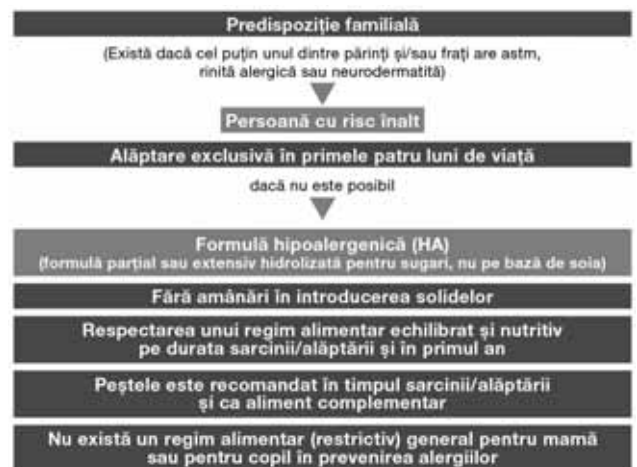 Predispoziție familială
(Există dacă cel puțin unul dintre părinți și/sau frați are astm,
rinită alergică sau neurodermatită)
Persoană cu risc înalt
Alăptare exclusivă în primele patru luni de viață
dacă nu este posibil
Formulă hipoalergenică (HA)
(formulă parțial sau extensiv hidrolizată pentru sugari, nu pe bază de soia)
Fără amânări în introducerea solidelor
Respectarea unui regim alimentar echilibrat și nutritiv
pe durata sarcinii/alăptării și în primul an
Peștele este recomandat în timpul sarcinii/alăptării
și ca aliment complementar
Nu există un regim alimentar (restrictiv) general pentru mamă
sau pentru copil în prevenirea alergiilor